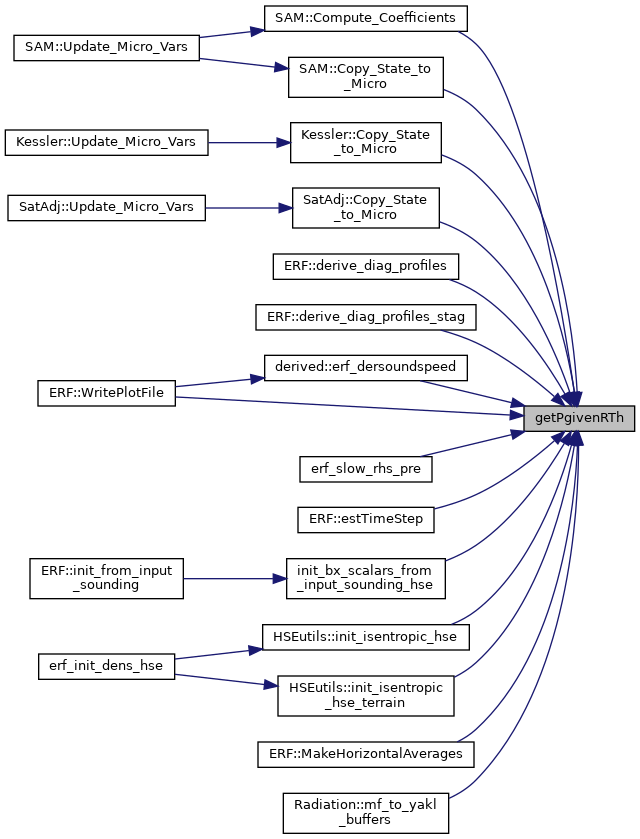 SAM::Compute_Coefficients
SAM::Update_Micro_Vars
SAM::Copy_State_to
_Micro
Kessler::Copy_State
_to_Micro
Kessler::Update_Micro_Vars
SatAdj::Copy_State
_to_Micro
SatAdj::Update_Micro_Vars
ERF::derive_diag_profiles
ERF::derive_diag_profiles_stag
derived::erf_dersoundspeed
ERF::WritePlotFile
getPgivenRTh
erf_slow_rhs_pre
ERF::estTimeStep
ERF::init_from_input
_sounding
init_bx_scalars_from
_input_sounding_hse
HSEutils::init_isentropic_hse
erf_init_dens_hse
HSEutils::init_isentropic
_hse_terrain
ERF::MakeHorizontalAverages
Radiation::mf_to_yakl
_buffers